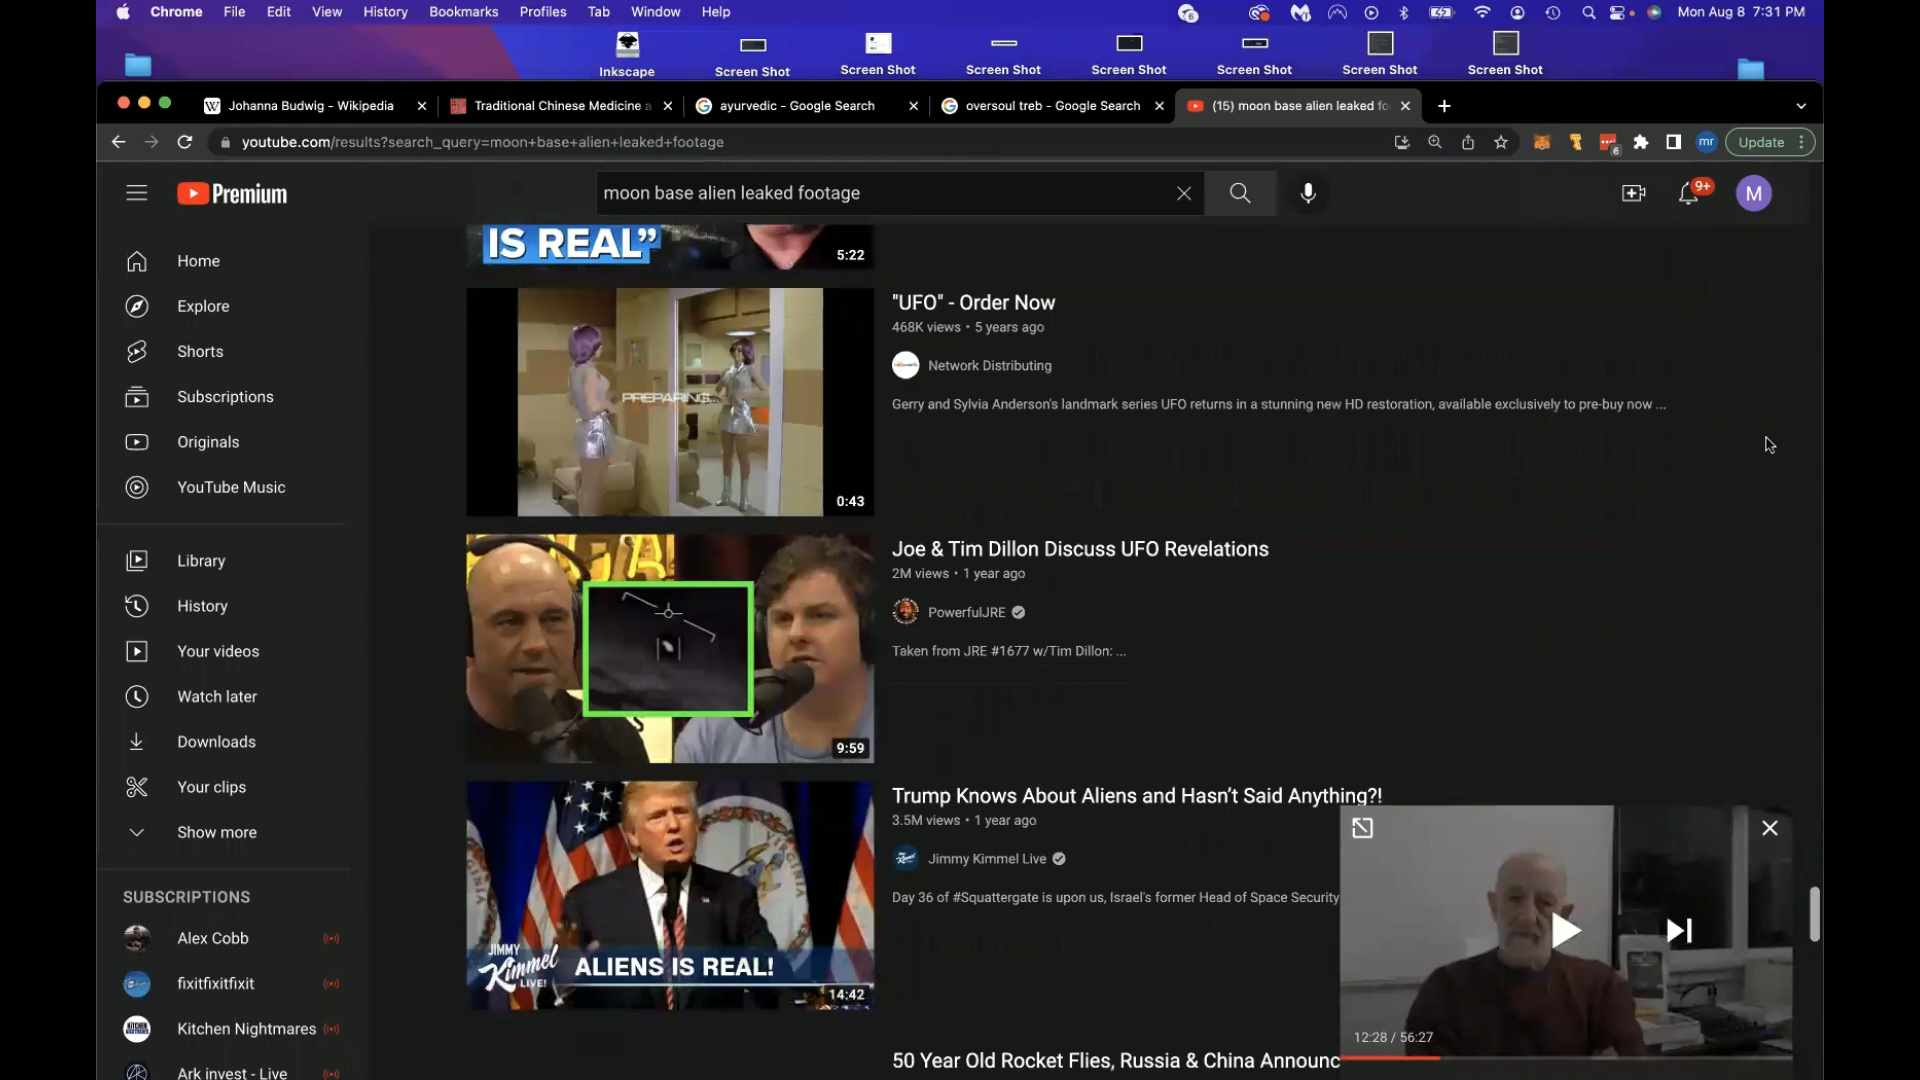 Chrome File Edit View History Bookmarks Profiles Tab Window Help
Mon Aug 8 7:31 PM
Inkscape
Screen Shot
Screen Shot
Screen Shot
Screen Shot
Screen Shot
Screen Shot
Screen Shot
Johanna Budwig - Wikipedia
Traditional Chinese Medicine a
ayurvedic - Google Search
oversoul treb - Google Search
(15) moon base alien leaked fo
youtube.com/results?search_query=moon+base+alien+leaked+footage
6
mr
Update
Premium
moon base alien leaked footage
9+
M
Home
Explore
Shorts
Subscriptions
Originals
YouTube Music
Library
History
Your videos
Watch later
Downloads
Your clips
Show more
SUBSCRIPTIONS
Alex Cobb
fixitfixitfixit
Kitchen Nightmares
Ark invest - Live
IS REAL”
5:22
PREPARING...
0:43
"UFO" - Order Now
468K views • 5 years ago
Network Distributing
Gerry and Sylvia Anderson's landmark series UFO returns in a stunning new HD restoration, available exclusively to pre-buy now ...
9:59
Joe & Tim Dillon Discuss UFO Revelations
2M views • 1 year ago
PowerfulJRE
Taken from JRE #1677 w/Tim Dillon: ...
JIMMY
Kimmel
LIVE!
ALIENS IS REAL!
14:42
Trump Knows About Aliens and Hasn’t Said Anything?!
3.5M views • 1 year ago
Jimmy Kimmel Live
Day 36 of #Squattergate is upon us, Israel's former Head of Space Security
12:28 / 56:27
50 Year Old Rocket Flies, Russia & China Announc